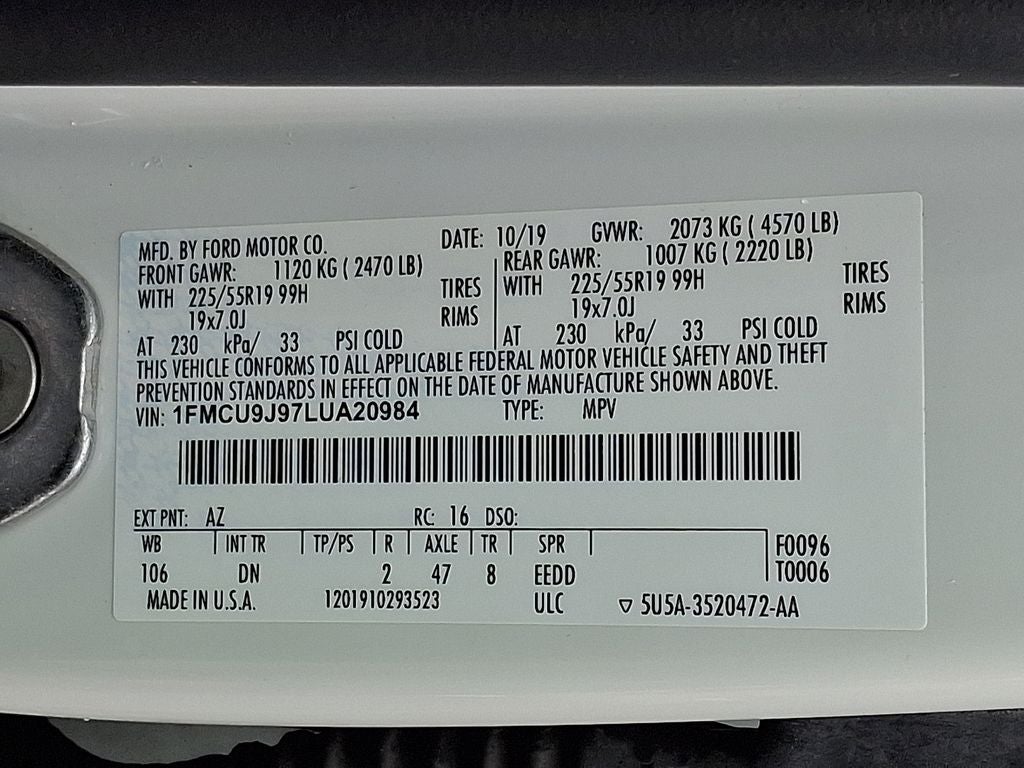 MFD. BY FORD MOTOR CO. DATE: 10/19 GVWR: 2073 KG ( 4570 LB)
FRONT GAWR: 1120 KG ( 2470 LB) REAR GAWR: 1007 KG ( 2220 LB)
WITH 225/55R19 99H TIRES WITH 225/55R19 99H TIRES
19x7.0J RIMS 19x7.0J RIMS
AT 230 kPa/ 33 PSI COLD AT 230 kPa/ 33 PSI COLD
THIS VEHICLE CONFORMS TO ALL APPLICABLE FEDERAL MOTOR VEHICLE SAFETY AND THEFT
PREVENTION STANDARDS IN EFFECT ON THE DATE OF MANUFACTURE SHOWN ABOVE.
VIN: 1FMCU9J97LUA20984 TYPE: MPV
EXT PNT: AZ RC: 16 DSO:
WB INT TR TP/PS R AXLE TR SPR F0096
106 DN 2 47 8 EEDD T0006
MADE IN U.S.A. 1201910293523 ULC ▽ 5U5A-3520472-AA